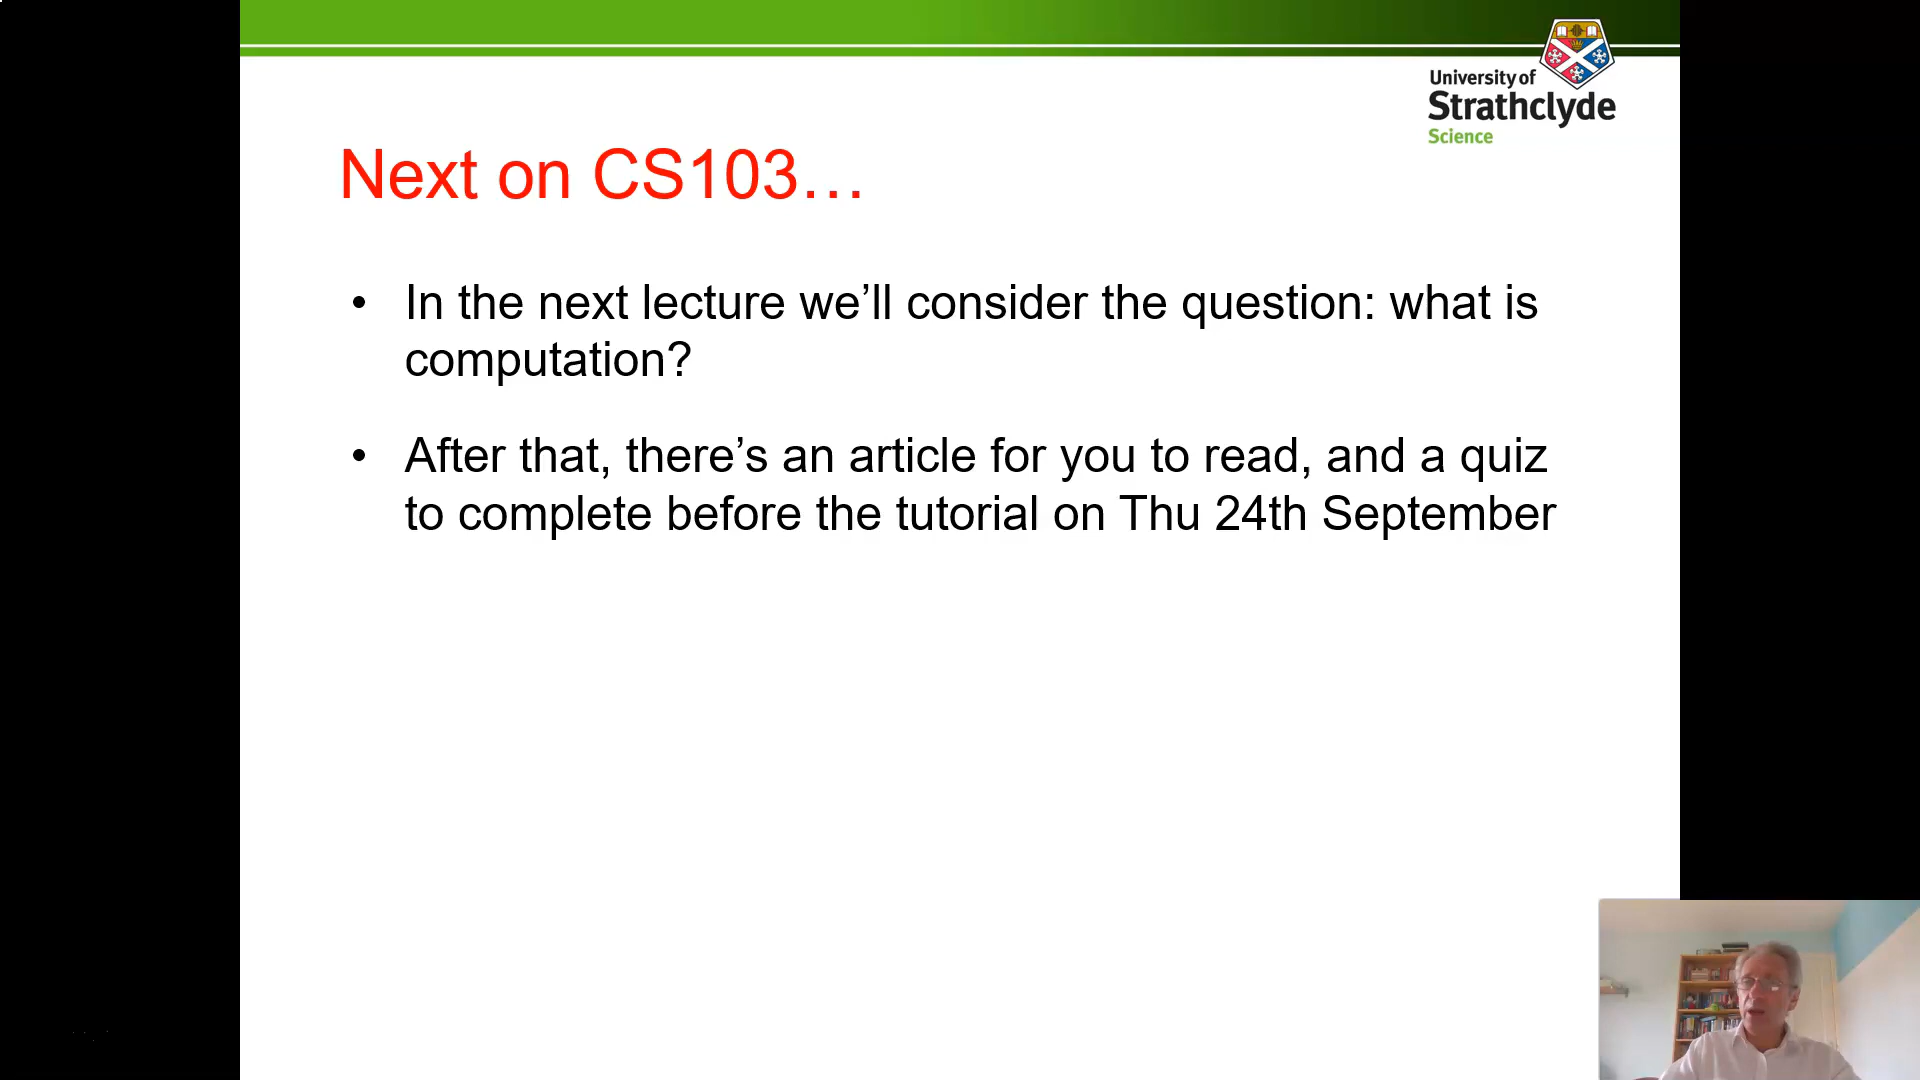 University of
Strathclyde
Science
Next on CS103…
• In the next lecture we’ll consider the question: what is
computation?
• After that, there’s an article for you to read, and a quiz
to complete before the tutorial on Thu 24th September